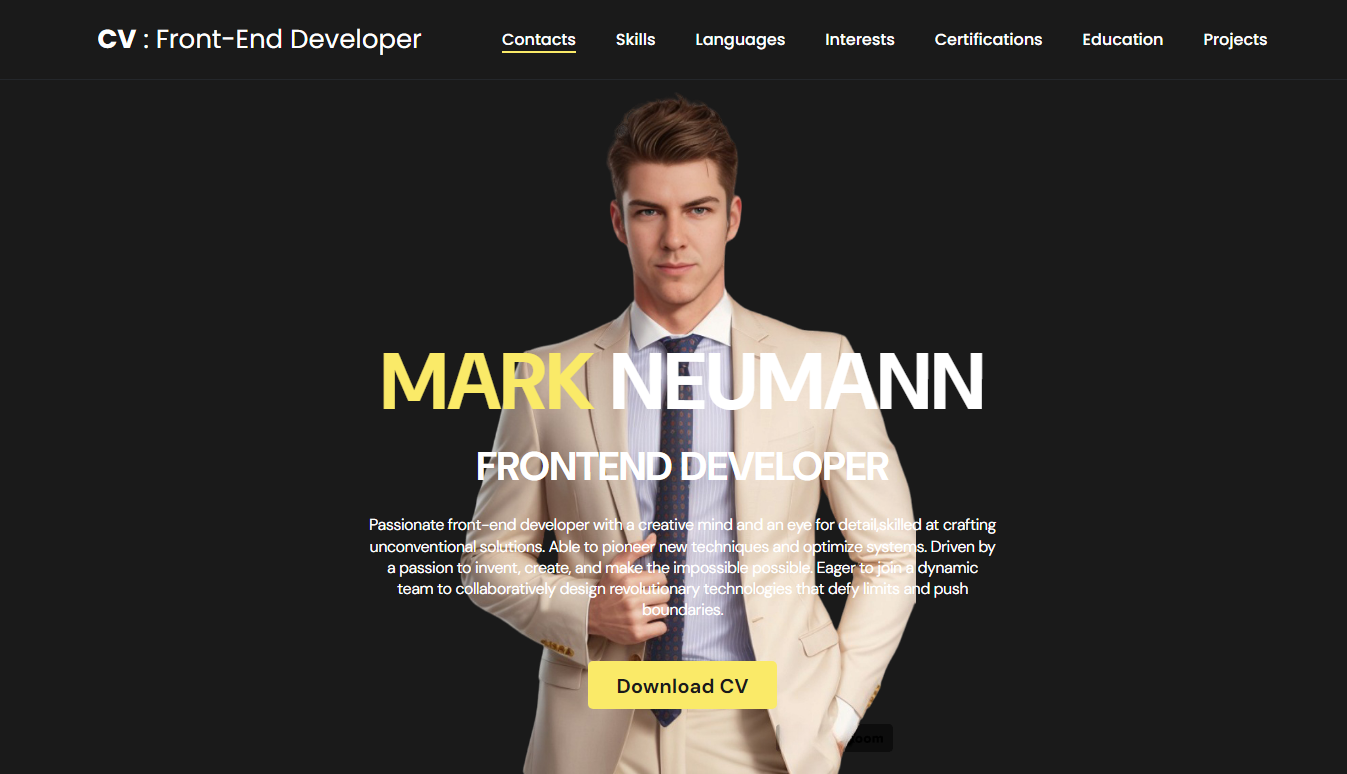 CV : Front-End Developer
Contacts
Skills
Languages
Interests
Certifications
Education
Projects
MARK NEUMANN
FRONTEND DEVELOPER
Passionate front-end developer with a creative mind and an eye for detail,skilled at crafting
unconventional solutions. Able to pioneer new techniques and optimize systems. Driven by
a passion to invent, create, and make the impossible possible. Eager to join a dynamic
team to collaboratively design revolutionary technologies that defy limits and push
boundaries.
Download CV